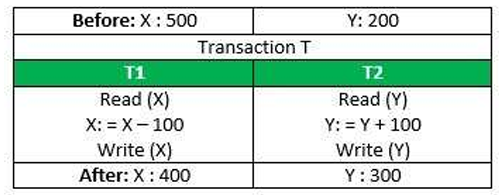 Before: X : 500 Y: 200
Transaction T
T1 T2
Read (X) Read (Y)
X: = X – 100 Y: = Y + 100
Write (X) Write (Y)
After: X : 400 Y : 300